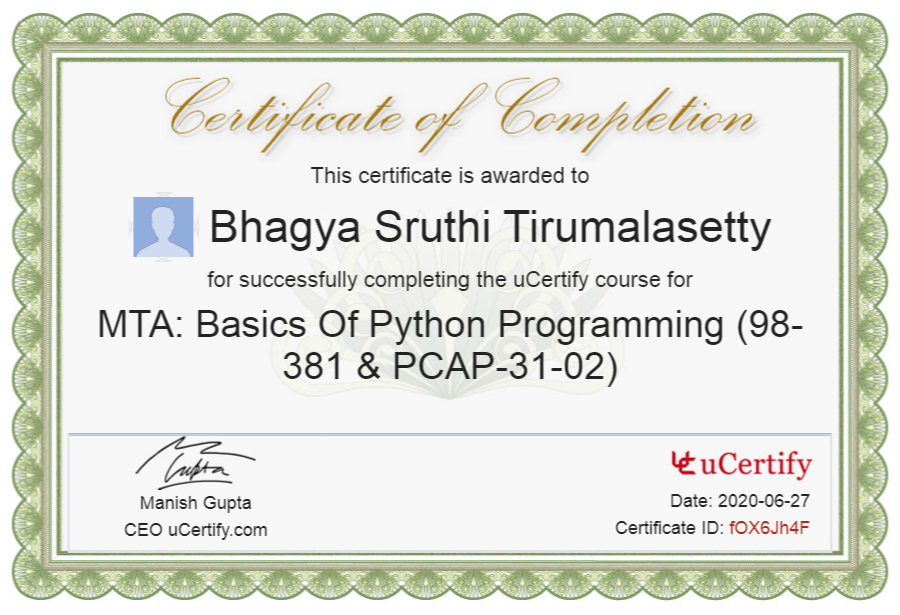 Certificate of Completion
This certificate is awarded to
Bhagya Sruthi Tirumalasetty
for successfully completing the uCertify course for
MTA: Basics Of Python Programming (98-
381 & PCAP-31-02)
Gupta
Manish Gupta
CEO uCertify.com
uCertify
Date: 2020-06-27
Certificate ID: fOX6Jh4F